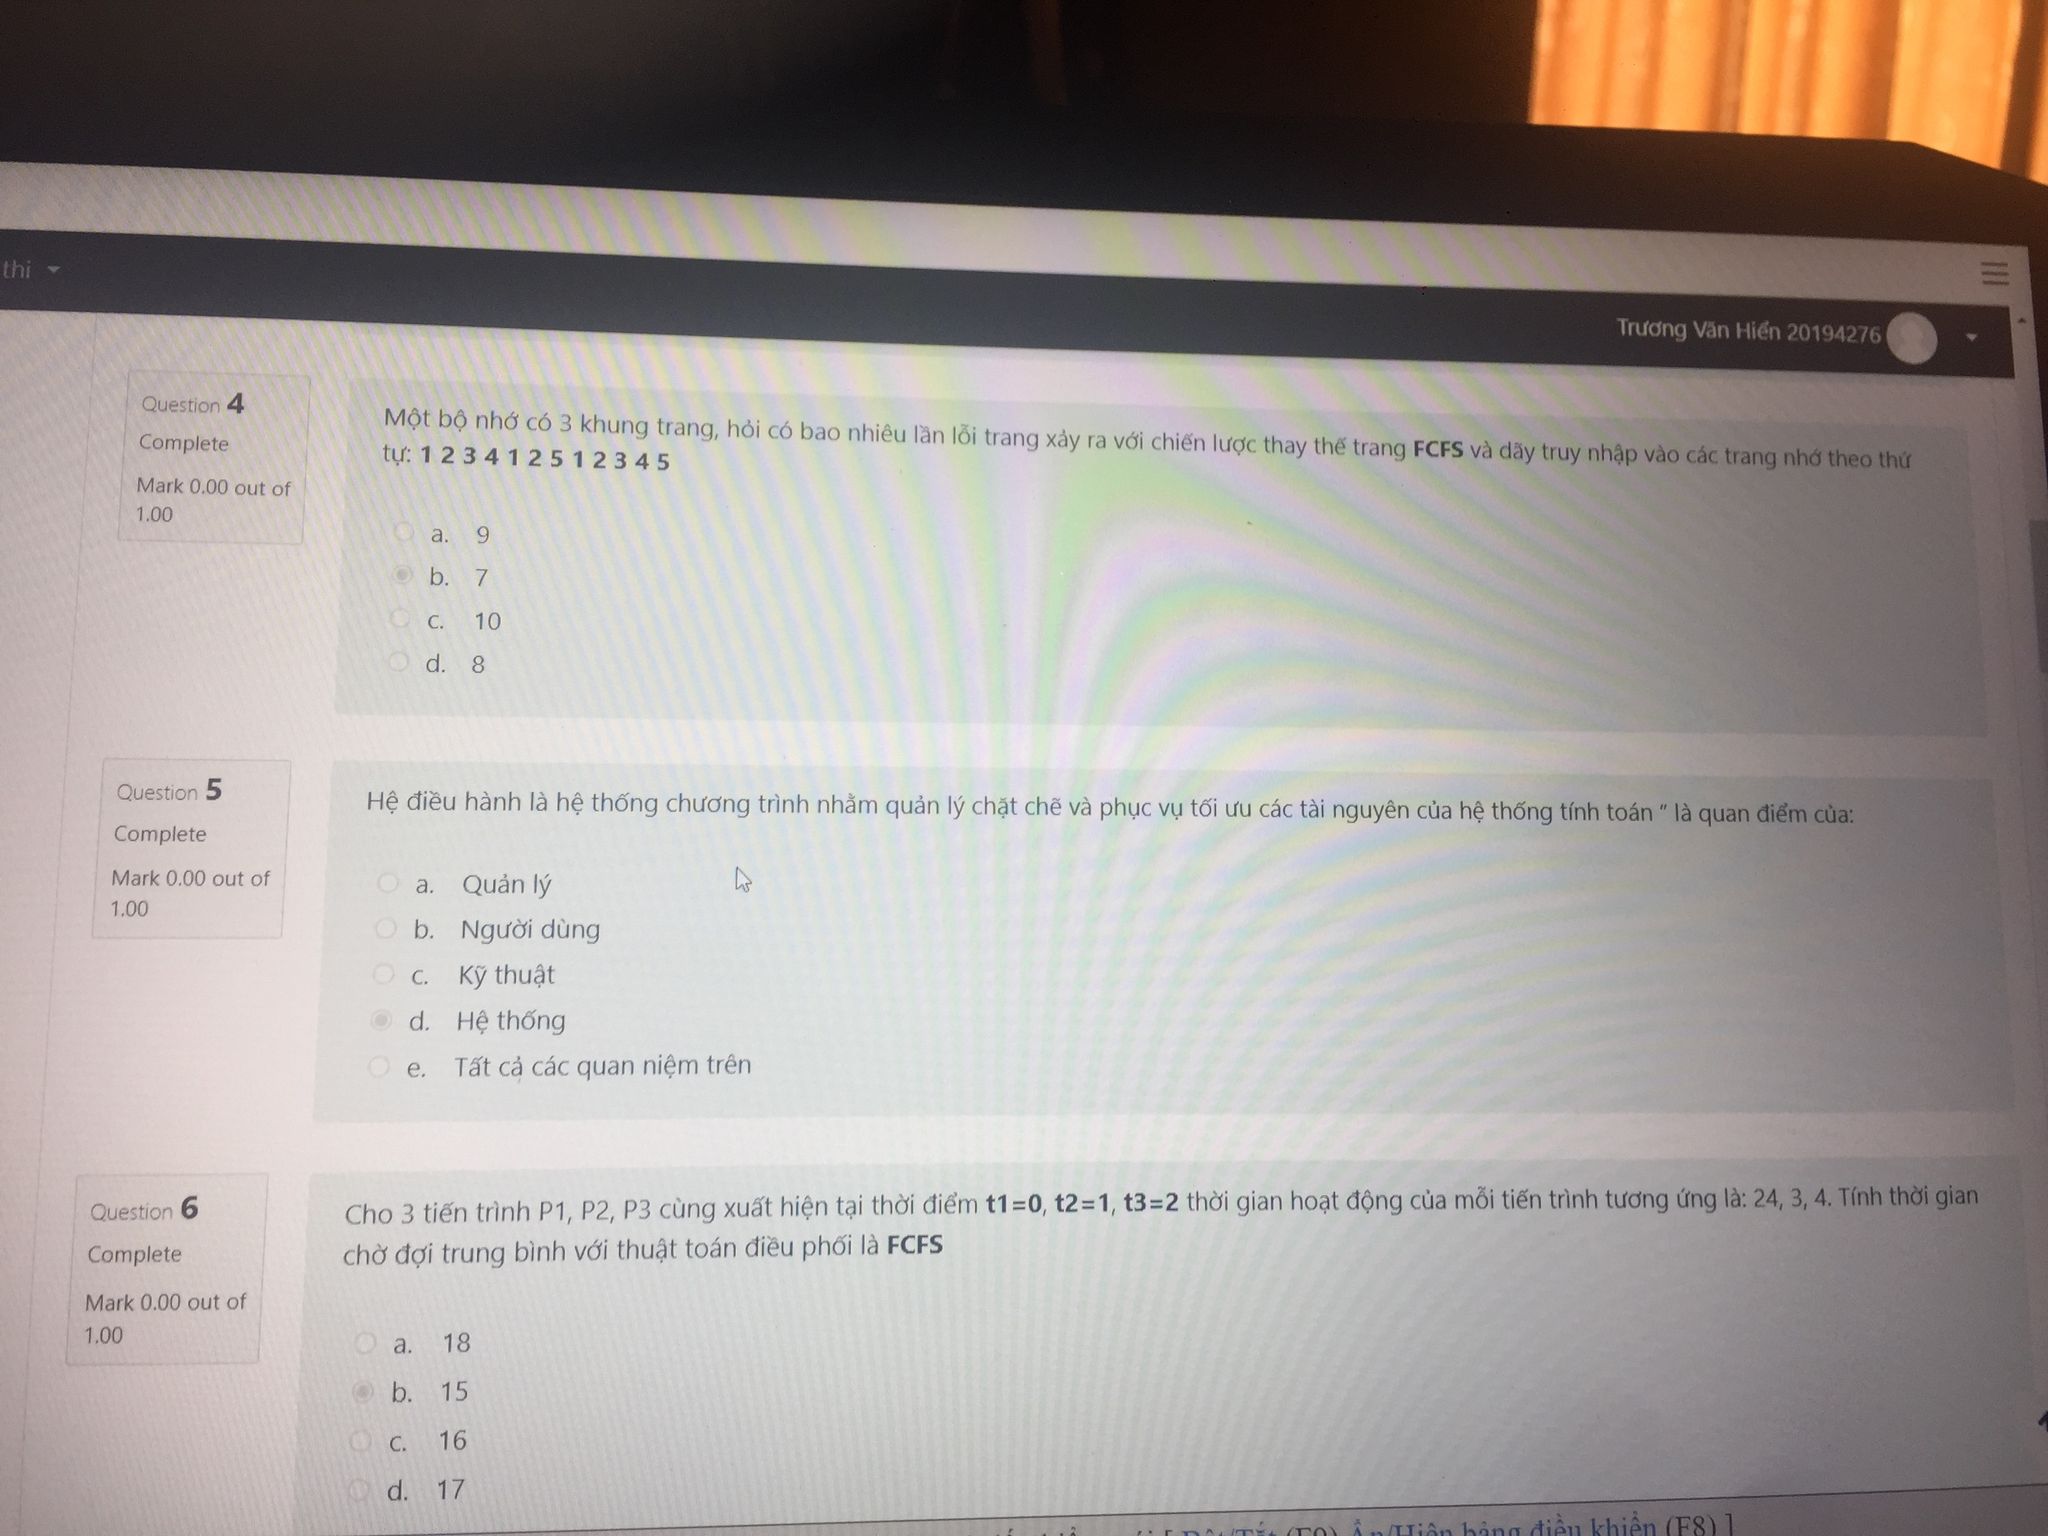 thi
Trương Văn Hiến 20194276
Question 4
Complete
Mark 0.00 out of
1.00
Một bộ nhớ có 3 khung trang, hỏi có bao nhiêu lần lỗi trang xảy ra với chiến lược thay thế trang FCFS và dãy truy nhập vào các trang nhớ theo thứ
tự: 1 2 3 4 1 2 5 1 2 3 4 5
a. 9
b. 7
c. 10
d. 8
Question 5
Complete
Mark 0.00 out of
1.00
Hệ điều hành là hệ thống chương trình nhằm quản lý chặt chẽ và phục vụ tối ưu các tài nguyên của hệ thống tính toán " là quan điểm của:
a. Quản lý
b. Người dùng
c. Kỹ thuật
d. Hệ thống
e. Tất cả các quan niệm trên
Question 6
Complete
Mark 0.00 out of
1.00
Cho 3 tiến trình P1, P2, P3 cùng xuất hiện tại thời điểm t1=0, t2=1, t3=2 thời gian hoạt động của mỗi tiến trình tương ứng là: 24, 3, 4. Tính thời gian
chờ đợi trung bình với thuật toán điều phối là FCFS
a. 18
b. 15
c. 16
d. 17
[ Bật/Tắt (F9) Ẩn/Hiện bảng điều khiển (F8) ]